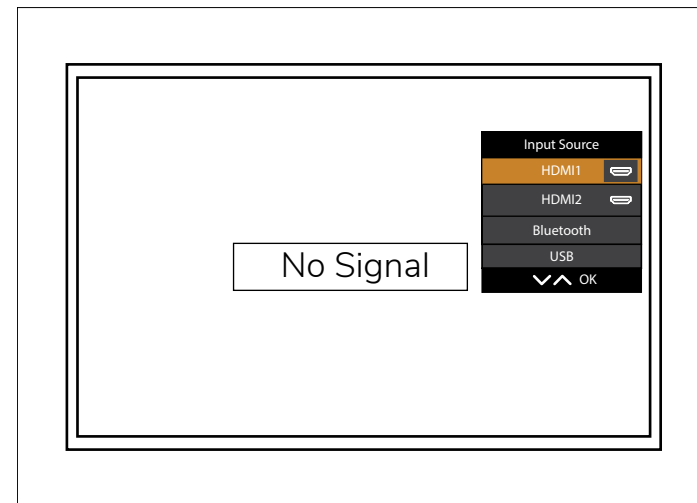 Input Source
HDMI1
HDMI2
Bluetooth
USB
OK
No Signal